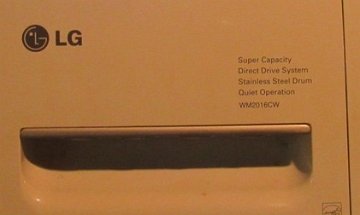 LG
Super Capacity
Direct Drive System
Stainless Steel Drum
Quiet Operation
WM2016CW